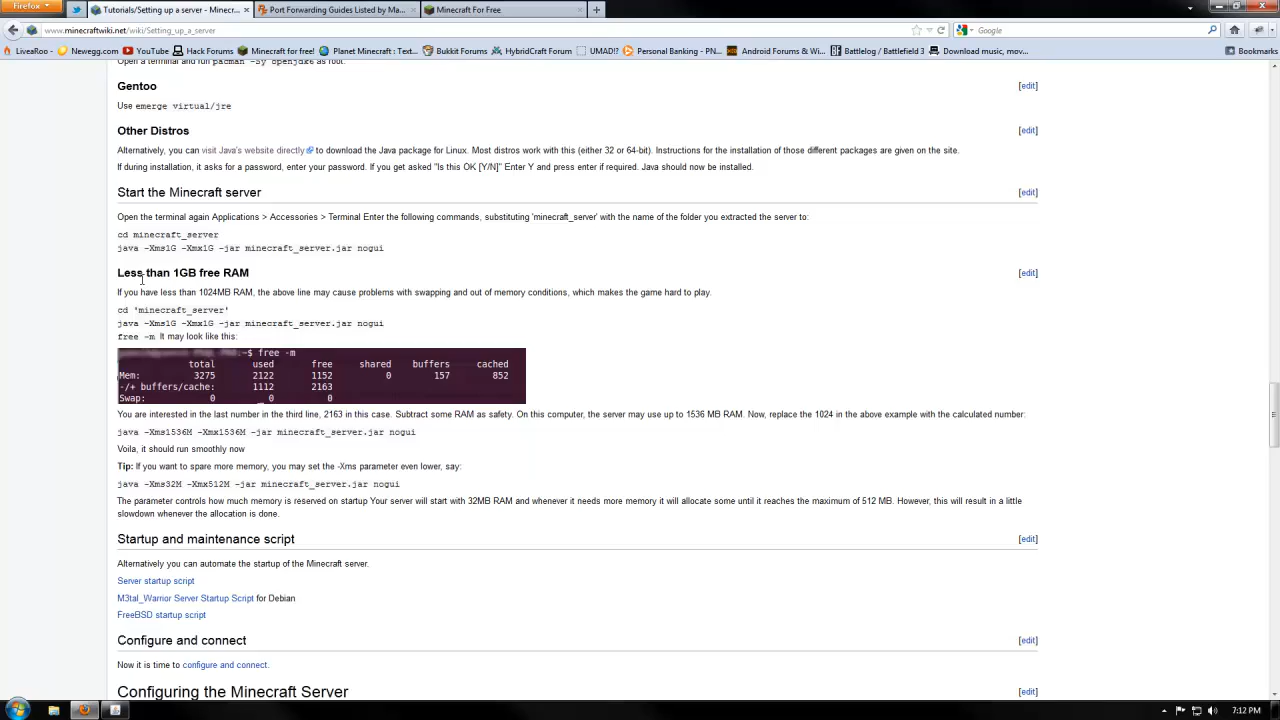 Firefox
Tutorials/Setting up a server - Minecr...
Port Forwarding Guides Listed by Ma...
Minecraft For Free
www.minecraftwiki.net/wiki/Setting_up_a_server
Google
LiveaRoo
Newegg.com
YouTube
Hack Forums
Minecraft for free!
Planet Minecraft : Text...
Bukkit Forums
HybridCraft Forum
UMAD!?
Personal Banking - PN...
Android Forums & Wi...
Battlelog / Battlefield 3
Download music, mov...
Bookmarks
Open a terminal and run pacman -Sy openjdk6 as root.
Gentoo [edit]
Use emerge virtual/jre
Other Distros [edit]
Alternatively, you can visit Java's website directly to download the Java package for Linux. Most distros work with this (either 32 or 64-bit). Instructions for the installation of those different packages are given on the site.
If during installation, it asks for a password, enter your password. If you get asked "Is this OK [Y/N]" Enter Y and press enter if required. Java should now be installed.
Start the Minecraft server [edit]
Open the terminal again Applications > Accessories > Terminal Enter the following commands, substituting 'minecraft_server' with the name of the folder you extracted the server to:
cd minecraft_server
java -Xms1G -Xmx1G -jar minecraft_server.jar nogui
Less than 1GB free RAM [edit]
If you have less than 1024MB RAM, the above line may cause problems with swapping and out of memory conditions, which makes the game hard to play.
cd 'minecraft_server'
java -Xms1G -Xmx1G -jar minecraft_server.jar nogui
free -m It may look like this:
:~$ free -m
total used free shared buffers cached
Mem: 3275 2122 1152 0 157 852
-/+ buffers/cache: 1112 2163
Swap: 0 0 0
You are interested in the last number in the third line, 2163 in this case. Subtract some RAM as safety. On this computer, the server may use up to 1536 MB RAM. Now, replace the 1024 in the above example with the calculated number:
java -Xms1536M -Xmx1536M -jar minecraft_server.jar nogui
Voila, it should run smoothly now
Tip: If you want to spare more memory, you may set the -Xms parameter even lower, say:
java -Xms32M -Xmx512M -jar minecraft_server.jar nogui
The parameter controls how much memory is reserved on startup Your server will start with 32MB RAM and whenever it needs more memory it will allocate some until it reaches the maximum of 512 MB. However, this will result in a little
slowdown whenever the allocation is done.
Startup and maintenance script [edit]
Alternatively you can automate the startup of the Minecraft server.
Server startup script
M3tal_Warrior Server Startup Script for Debian
FreeBSD startup script
Configure and connect [edit]
Now it is time to configure and connect.
Configuring the Minecraft Server [edit]
7:12 PM